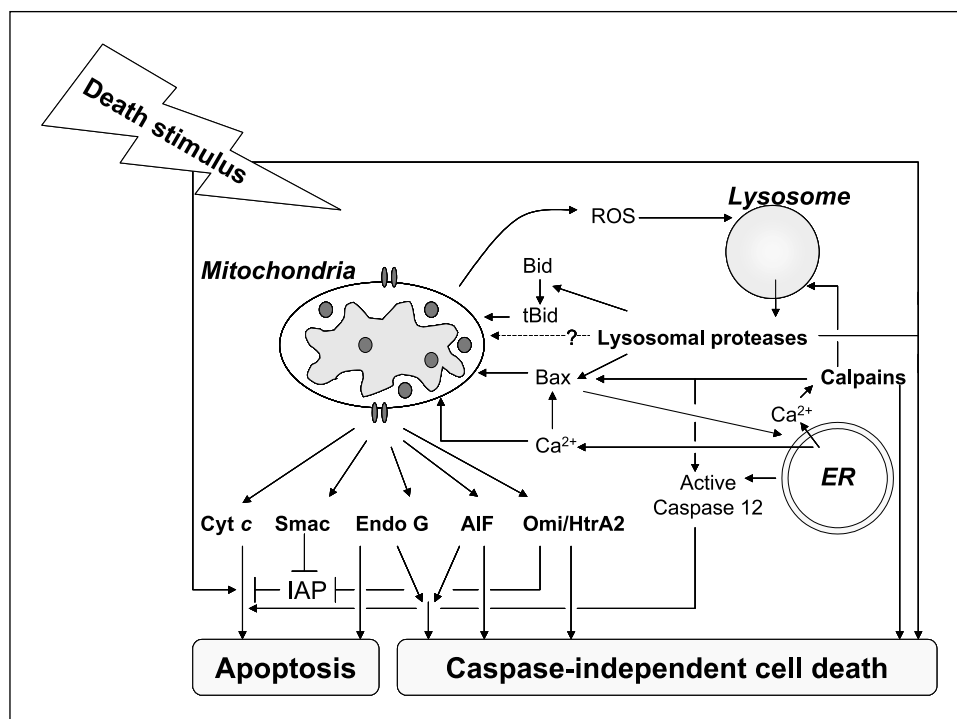 Death stimulus
Lysosome
ROS
Mitochondria
Bid
tBid
? Lysosomal proteases
Bax
Calpains
Ca²⁺
Ca²⁺
ER
Active
Caspase 12
Cyt c Smac Endo G AIF Omi/HtrA2
IAP
Apoptosis Caspase-independent cell death